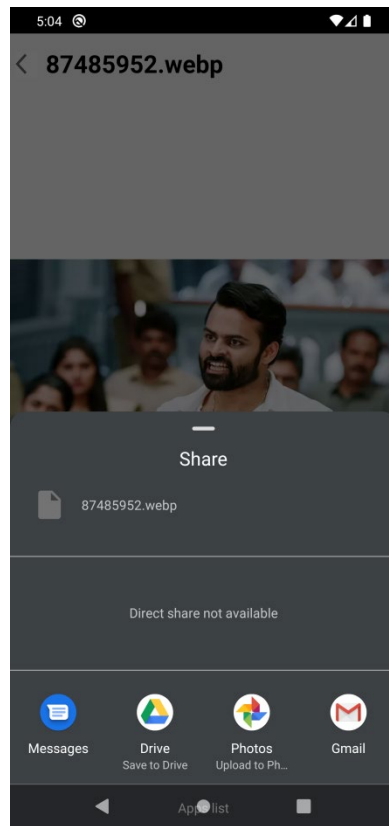 5:04
87485952.webp
Share
87485952.webp
Direct share not available
Messages
Drive
Save to Drive
Photos
Upload to Ph...
Gmail
Apps list